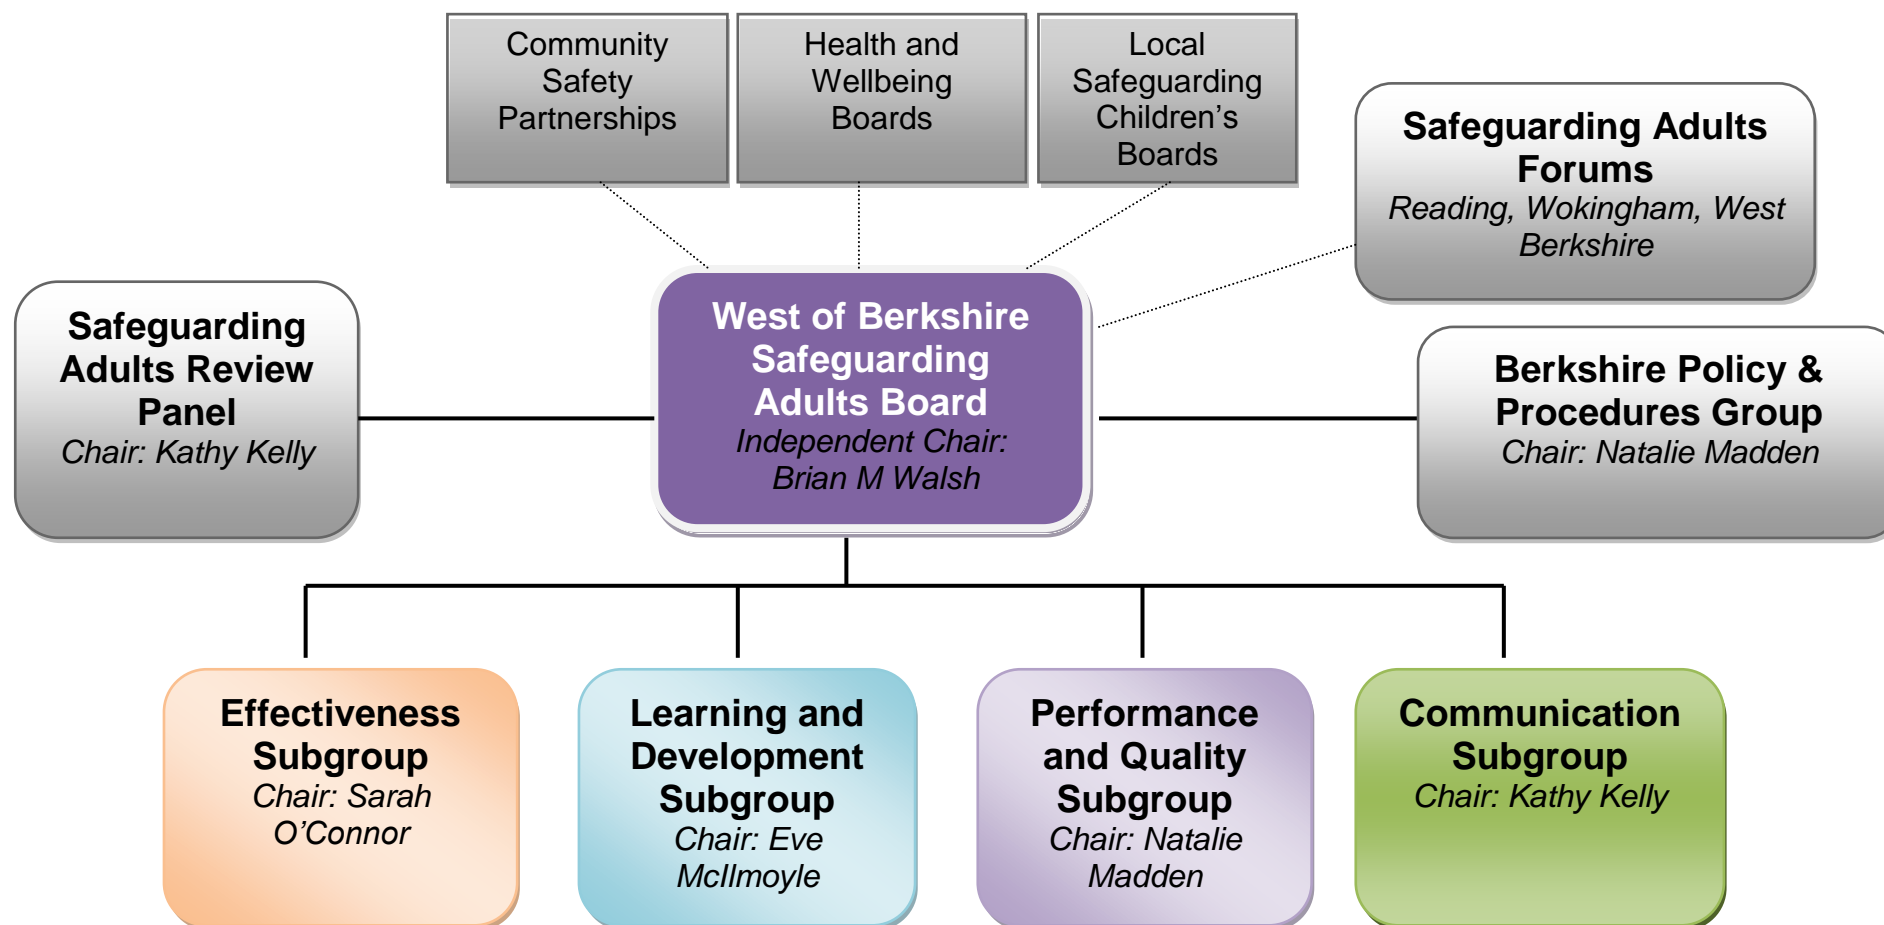 Community
Safety
Partnerships
Health and
Wellbeing
Boards
Local
Safeguarding
Children’s
Boards
Safeguarding Adults
Forums
Reading, Wokingham, West
Berkshire
Safeguarding
Adults Review
Panel
Chair: Kathy Kelly
West of Berkshire
Safeguarding
Adults Board
Independent Chair:
Brian M Walsh
Berkshire Policy &
Procedures Group
Chair: Natalie Madden
Effectiveness
Subgroup
Chair: Sarah
O’Connor
Learning and
Development
Subgroup
Chair: Eve
McIlmoyle
Performance
and Quality
Subgroup
Chair: Natalie
Madden
Communication
Subgroup
Chair: Kathy Kelly